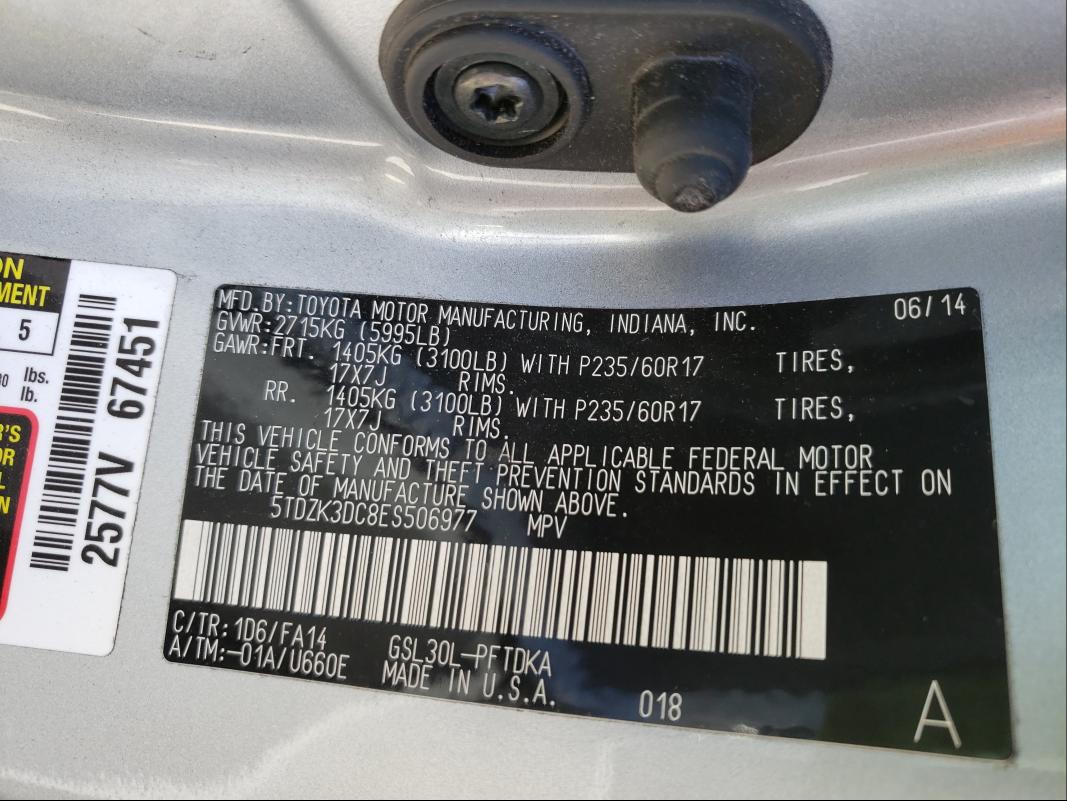 ON
MENT
5
lbs.
lb.
R'S
OR
L
N
2577V 67451
MFD.BY:TOYOTA MOTOR MANUFACTURING, INDIANA, INC. 06/14
GVWR:2715KG (5995LB)
GAWR:FRT. 1405KG (3100LB) WITH P235/60R17 TIRES,
17X7J RIMS.
RR. 1405KG (3100LB) WITH P235/60R17 TIRES,
17X7J RIMS.
THIS VEHICLE CONFORMS TO ALL APPLICABLE FEDERAL MOTOR
VEHICLE SAFETY AND THEFT PREVENTION STANDARDS IN EFFECT ON
THE DATE OF MANUFACTURE SHOWN ABOVE.
5TDZK3DC8ES506977 MPV
C/TR:1D6/FA14 GSL30L-PFTDKA
A/TM:-01A/U660E MADE IN U.S.A. 018 A